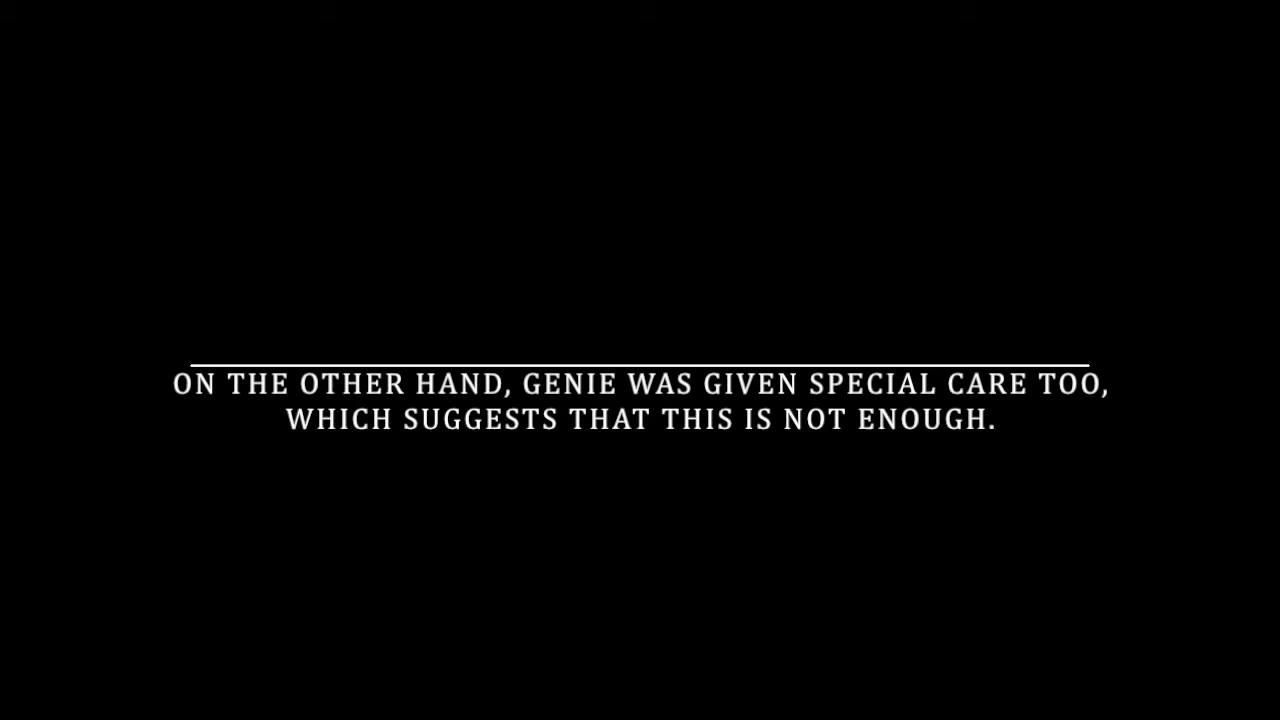 ON THE OTHER HAND, GENIE WAS GIVEN SPECIAL CARE TOO,
WHICH SUGGESTS THAT THIS IS NOT ENOUGH.